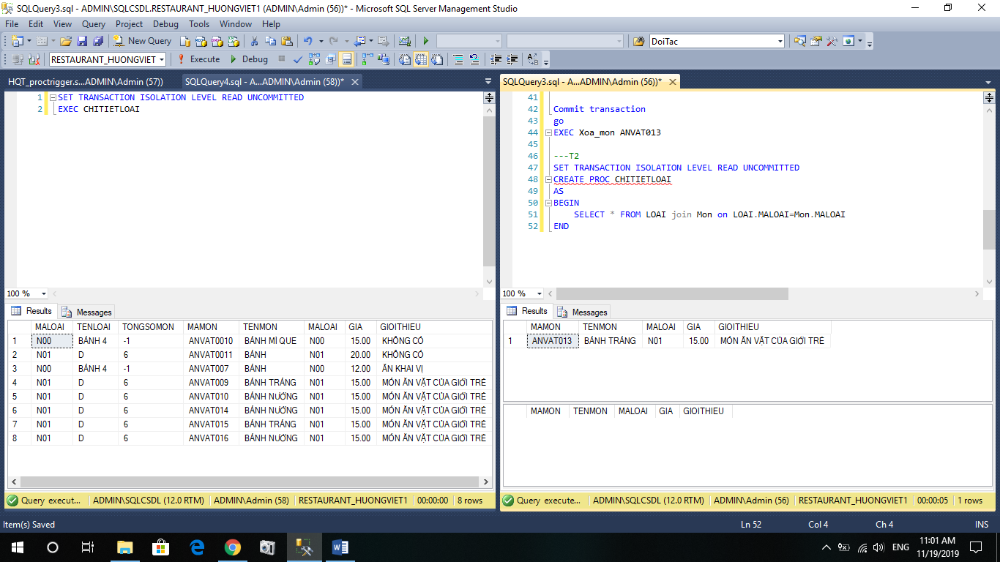 SQLQuery3.sql - ADMIN\SQLCSDL.RESTAURANT_HUONGVIET1 (ADMIN\Admin (56))* - Microsoft SQL Server Management Studio
File Edit View Query Project Debug Tools Window Help
New Query DoiTac
RESTAURANT_HUONGVIET Execute Debug
HQT_proctrigger.s...ADMIN\Admin (57)) SQLQuery4.sql - A...ADMIN\Admin (58))*
1 SET TRANSACTION ISOLATION LEVEL READ UNCOMMITTED
2 EXEC CHITIETLOAI
100 %
Results Messages
MALOAI TENLOAI TONGSOMON MAMON TENMON MALOAI GIA GIOITHIEU
1 N00 BÁNH 4 -1 ANVAT0010 BÁNH MÌ QUE N00 15.00 KHÔNG CÓ
2 N01 D 6 ANVAT0011 BÁNH N01 20.00 KHÔNG CÓ
3 N00 BÁNH 4 -1 ANVAT007 BÁNH N00 12.00 ĂN KHAI VỊ
4 N01 D 6 ANVAT009 BÁNH TRÁNG N01 15.00 MÓN ĂN VẶT CỦA GIỚI TRẺ
5 N01 D 6 ANVAT010 BÁNH NƯỚNG N01 15.00 MÓN ĂN VẶT CỦA GIỚI TRẺ
6 N01 D 6 ANVAT014 BÁNH NƯỚNG N01 15.00 MÓN ĂN VẶT CỦA GIỚI TRẺ
7 N01 D 6 ANVAT015 BÁNH TRÁNG N01 15.00 MÓN ĂN VẶT CỦA GIỚI TRẺ
8 N01 D 6 ANVAT016 BÁNH NƯỚNG N01 15.00 MÓN ĂN VẶT CỦA GIỚI TRẺ
Query execut... ADMIN\SQLCSDL (12.0 RTM) ADMIN\Admin (58) RESTAURANT_HUONGVIET1 00:00:00 8 rows
SQLQuery3.sql - A...ADMIN\Admin (56))*
41
42 Commit transaction
43 go
44 EXEC Xoa_mon ANVAT013
45
46 ---T2
47 SET TRANSACTION ISOLATION LEVEL READ UNCOMMITTED
48 CREATE PROC CHITIETLOAI
49 AS
50 BEGIN
51 SELECT * FROM LOAI join Mon on LOAI.MALOAI=Mon.MALOAI
52 END
100 %
Results Messages
MAMON TENMON MALOAI GIA GIOITHIEU
1 ANVAT013 BÁNH TRÁNG N01 15.00 MÓN ĂN VẶT CỦA GIỚI TRẺ
MAMON TENMON MALOAI GIA GIOITHIEU
Query execute... ADMIN\SQLCSDL (12.0 RTM) ADMIN\Admin (56) RESTAURANT_HUONGVIET1 00:00:05 1 rows
Item(s) Saved Ln 52 Col 4 Ch 4 INS
ENG 11:01 AM
11/19/2019